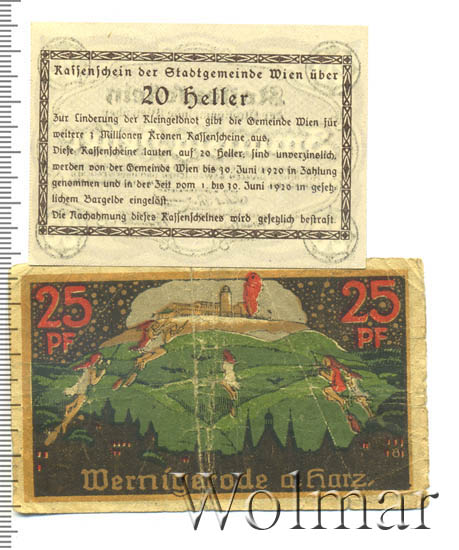 Kassenschein der Stadtgemeinde Wien über
20 Heller
Zur Linderung der Kleingeldnot gibt die Gemeinde Wien für
weitere 3 Millionen Kronen Kassenscheine aus.
Diese Kassenscheine lauten auf 20 Heller, sind unverzinslich,
werden von der Gemeinde Wien bis 30. Juni 1920 in Zahlung
genommen und in der Zeit vom 1. bis 30. Juni 1920 in gesetz-
lichem Bargelde eingelöst.
Die Nachahmung dieses Kassenscheines wird gesetzlich bestraft.
25 25
PF PF
Wernigerode a. Harz.
Wolmar